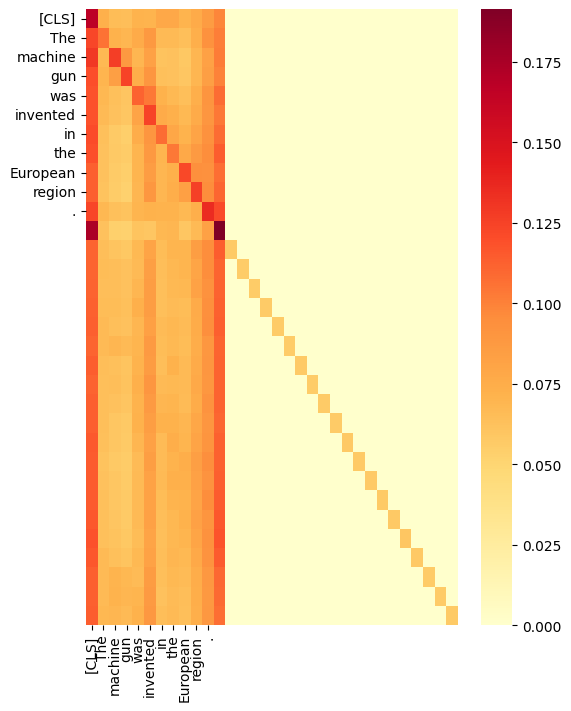 [CLS]
The
machine
gun
was
invented
in
the
European
region
.
0.175
0.150
0.125
0.100
0.075
0.050
0.025
0.000
[CLS]
The
machine
gun
was
invented
in
the
European
region
.